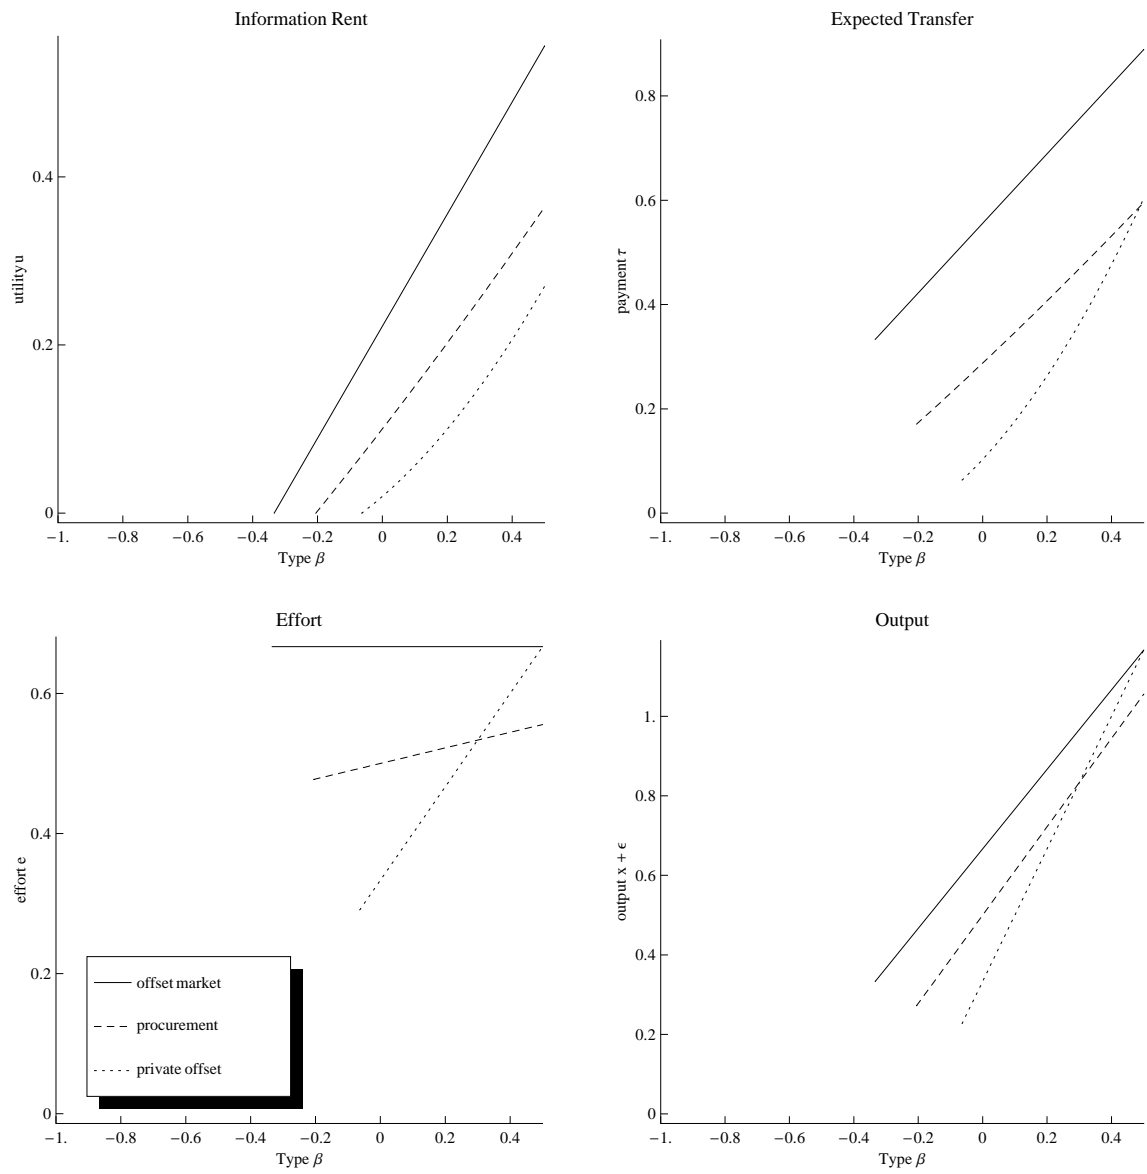 Information Rent
utility u
0.4
0.2
0
−1. −0.8 −0.6 −0.4 −0.2 0 0.2 0.4
Type β
Expected Transfer
payment τ
0.8
0.6
0.4
0.2
0
−1. −0.8 −0.6 −0.4 −0.2 0 0.2 0.4
Type β
Effort
effort e
0.6
0.4
0.2
0
offset market
procurement
private offset
−1. −0.8 −0.6 −0.4 −0.2 0 0.2 0.4
Type β
Output
output x + ϵ
1.
0.8
0.6
0.4
0.2
0
−1. −0.8 −0.6 −0.4 −0.2 0 0.2 0.4
Type β